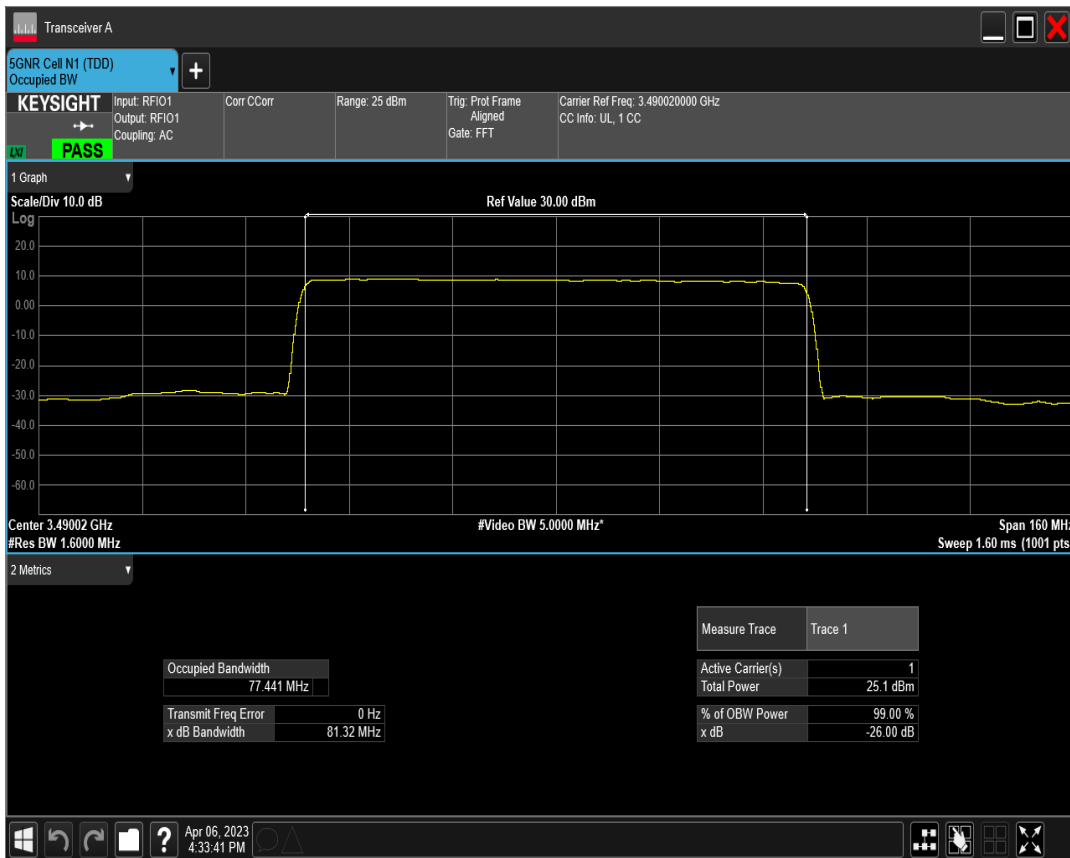 Transceiver A
5GNR Cell N1 (TDD)
Occupied BW
KEYSIGHT
LXI
PASS
Input: RFIO1
Output: RFIO1
Coupling: AC
Corr CCorr
Range: 25 dBm
Trig: Prot Frame
Aligned
Gate: FFT
Carrier Ref Freq: 3.490020000 GHz
CC Info: UL, 1 CC
1 Graph
Scale/Div 10.0 dB
Ref Value 30.00 dBm
Log
20.0
10.0
0.00
-10.0
-20.0
-30.0
-40.0
-50.0
-60.0
Center 3.49002 GHz
#Video BW 5.0000 MHz*
Span 160 MHz
#Res BW 1.6000 MHz
Sweep 1.60 ms (1001 pts
2 Metrics
Measure Trace Trace 1
Occupied Bandwidth
77.441 MHz
Active Carrier(s) 1
Total Power 25.1 dBm
Transmit Freq Error 0 Hz
x dB Bandwidth 81.32 MHz
% of OBW Power 99.00 %
x dB -26.00 dB
?
Apr 06, 2023
4:33:41 PM